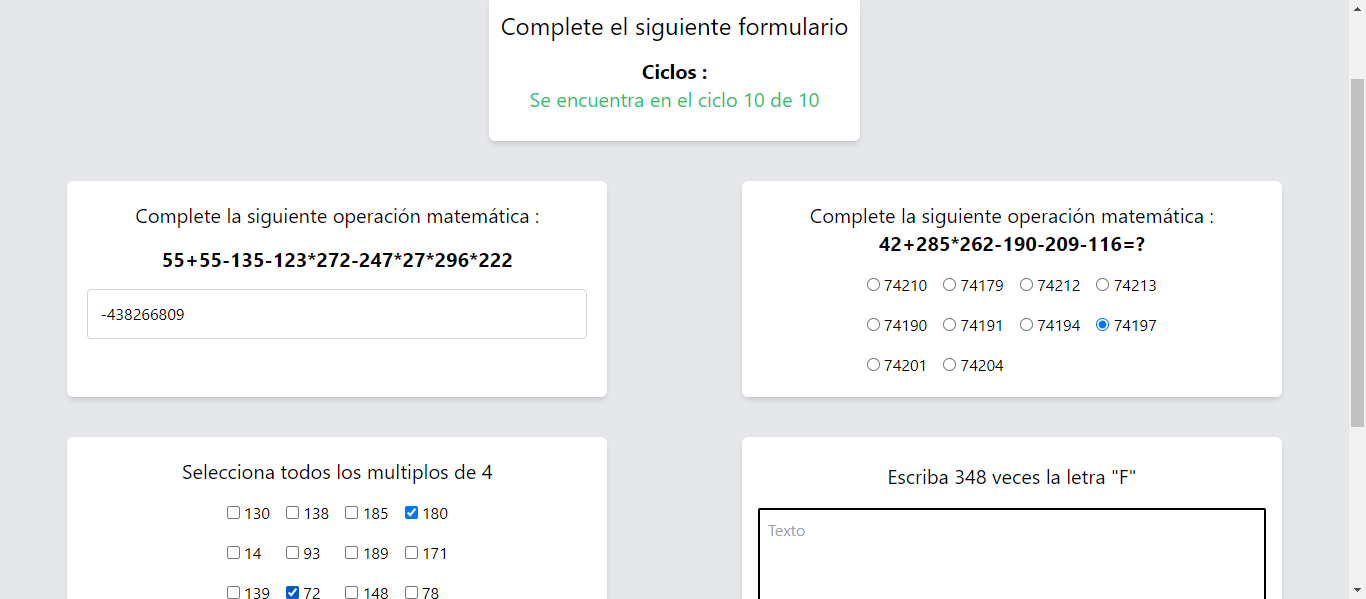 Complete el siguiente formulario
Ciclos :
Se encuentra en el ciclo 10 de 10
Complete la siguiente operación matemática :
55+55-135-123*272-247*27*296*222
-438266809
Complete la siguiente operación matemática :
42+285*262-190-209-116=?
74210 74179 74212 74213
74190 74191 74194 74197
74201 74204
Selecciona todos los multiplos de 4
130 138 185 180
14 93 189 171
139 72 148 78
Escriba 348 veces la letra "F"
Texto